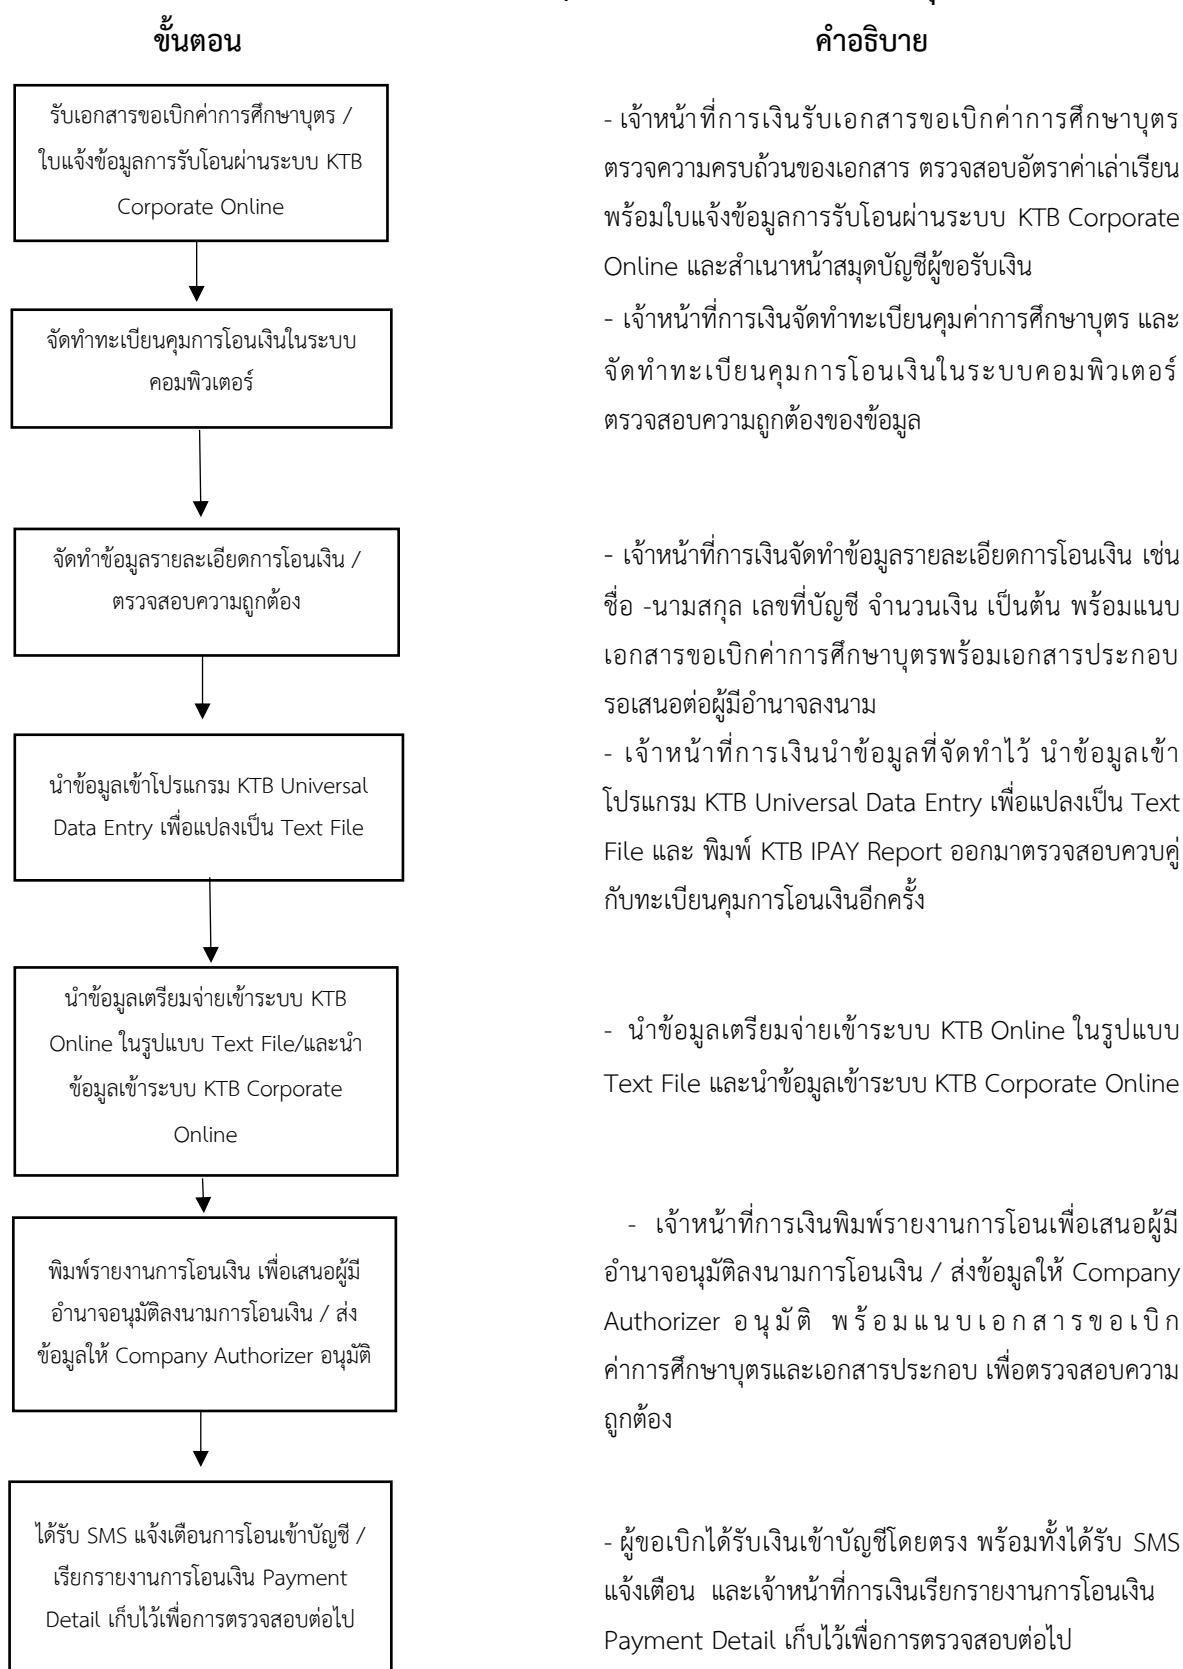 ขั้นตอน
คำอธิบาย
รับเอกสารขอเบิกค่าการศึกษาบุตร /
ใบแจ้งข้อมูลการรับโอนผ่านระบบ KTB
Corporate Online
- เจ้าหน้าที่การเงินรับเอกสารขอเบิกค่าการศึกษาบุตร
ตรวจความครบถ้วนของเอกสาร ตรวจสอบอัตราค่าเล่าเรียน
พร้อมใบแจ้งข้อมูลการรับโอนผ่านระบบ KTB Corporate
Online และสำเนาหน้าสมุดบัญชีผู้ขอรับเงิน
จัดทำทะเบียนคุมการโอนเงินในระบบ
คอมพิวเตอร์
- เจ้าหน้าที่การเงินจัดทำทะเบียนคุมค่าการศึกษาบุตร และ
จัดทำทะเบียนคุมการโอนเงินในระบบคอมพิวเตอร์
ตรวจสอบความถูกต้องของข้อมูล
จัดทำข้อมูลรายละเอียดการโอนเงิน /
ตรวจสอบความถูกต้อง
- เจ้าหน้าที่การเงินจัดทำข้อมูลรายละเอียดการโอนเงิน เช่น
ชื่อ -นามสกุล เลขที่บัญชี จำนวนเงิน เป็นต้น พร้อมแนบ
เอกสารขอเบิกค่าการศึกษาบุตรพร้อมเอกสารประกอบ
รอเสนอต่อผู้มีอำนาจลงนาม
นำข้อมูลเข้าโปรแกรม KTB Universal
Data Entry เพื่อแปลงเป็น Text File
- เจ้าหน้าที่การเงินนำข้อมูลที่จัดทำไว้ นำข้อมูลเข้า
โปรแกรม KTB Universal Data Entry เพื่อแปลงเป็น Text
File และ พิมพ์ KTB IPAY Report ออกมาตรวจสอบควบคู่
กับทะเบียนคุมการโอนเงินอีกครั้ง
นำข้อมูลเตรียมจ่ายเข้าระบบ KTB
Online ในรูปแบบ Text File/และนำ
ข้อมูลเข้าระบบ KTB Corporate
Online
- นำข้อมูลเตรียมจ่ายเข้าระบบ KTB Online ในรูปแบบ
Text File และนำข้อมูลเข้าระบบ KTB Corporate Online
พิมพ์รายงานการโอนเงิน เพื่อเสนอผู้มี
อำนาจอนุมัติลงนามการโอนเงิน / ส่ง
ข้อมูลให้ Company Authorizer อนุมัติ
- เจ้าหน้าที่การเงินพิมพ์รายงานการโอนเพื่อเสนอผู้มี
อำนาจอนุมัติลงนามการโอนเงิน / ส่งข้อมูลให้ Company
Authorizer อนุมัติ พร้อมแนบเอกสารขอเบิก
ค่าการศึกษาบุตรและเอกสารประกอบ เพื่อตรวจสอบความ
ถูกต้อง
ได้รับ SMS แจ้งเตือนการโอนเข้าบัญชี /
เรียกรายงานการโอนเงิน Payment
Detail เก็บไว้เพื่อการตรวจสอบต่อไป
- ผู้ขอเบิกได้รับเงินเข้าบัญชีโดยตรง พร้อมทั้งได้รับ SMS
แจ้งเตือน และเจ้าหน้าที่การเงินเรียกรายงานการโอนเงิน
Payment Detail เก็บไว้เพื่อการตรวจสอบต่อไป